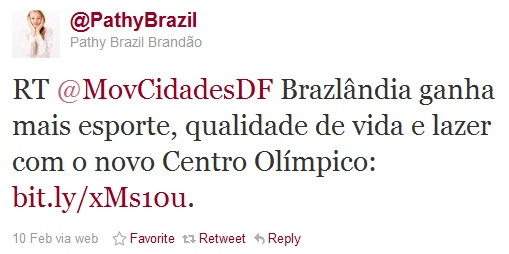 @PathyBrazil
Pathy Brazil Brandão
RT @MovCidadesDF Brazlândia ganha
mais esporte, qualidade de vida e lazer
com o novo Centro Olímpico:
bit.ly/xMs1ou.
10 Feb via web Favorite Retweet Reply